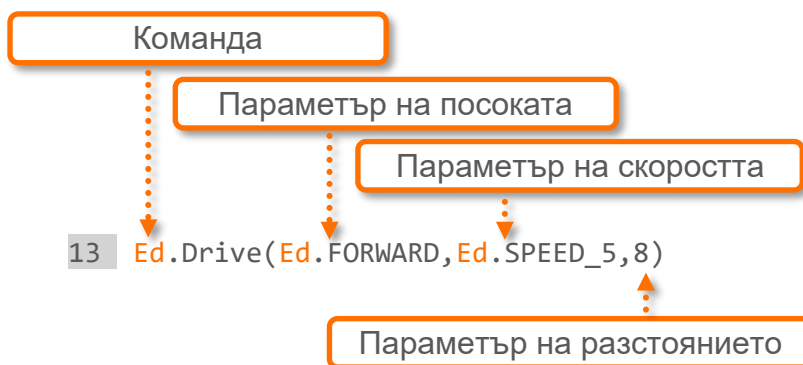 Команда
Параметър на посоката
Параметър на скоростта
13 Ed.Drive(Ed.FORWARD,Ed.SPEED_5,8)
Параметър на разстоянието